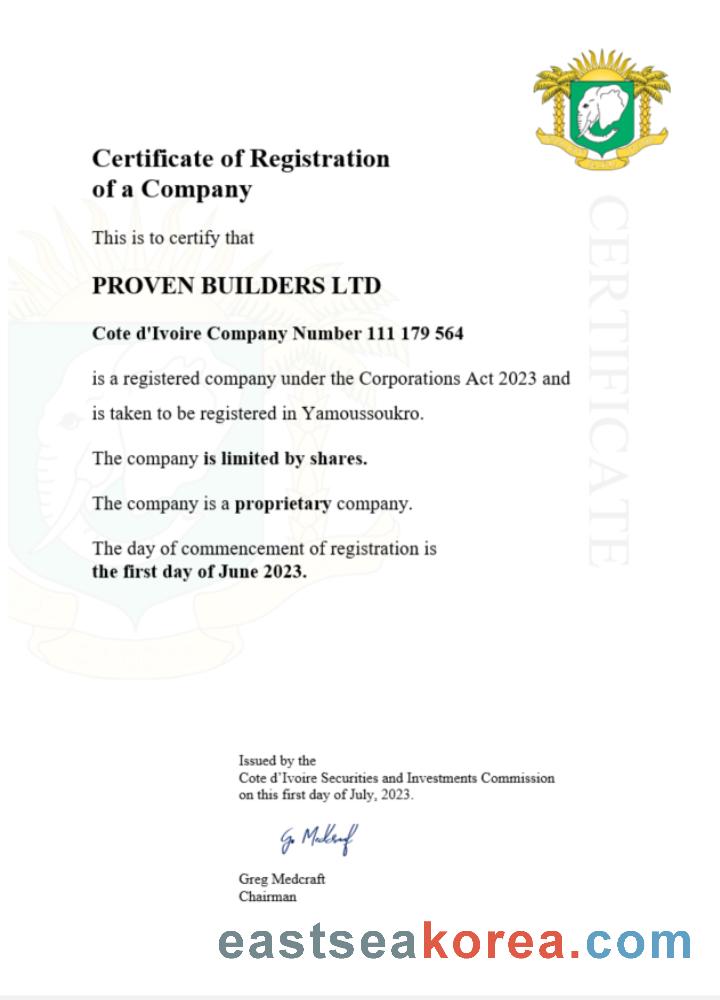 Certificate of Registration
of a Company
This is to certify that
PROVEN BUILDERS LTD
Cote d'Ivoire Company Number 111 179 564
is a registered company under the Corporations Act 2023 and
is taken to be registered in Yamoussoukro.
The company is limited by shares.
The company is a proprietary company.
The day of commencement of registration is
the first day of June 2023.
CERTIFICATE
Issued by the
Cote d’Ivoire Securities and Investments Commission
on this first day of July, 2023.
G. Medcraft
Greg Medcraft
Chairman
eastseakorea.com